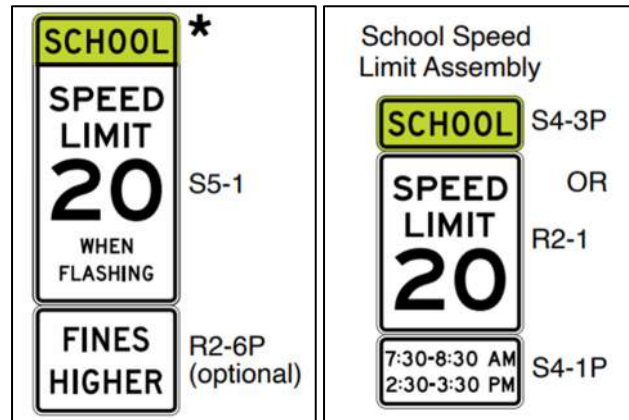 SCHOOL *
SPEED
LIMIT
20
WHEN
FLASHING
S5-1
FINES
HIGHER
R2-6P
(optional)
School Speed
Limit Assembly
SCHOOL S4-3P
SPEED
LIMIT
20
OR
R2-1
7:30-8:30 AM
2:30-3:30 PM
S4-1P